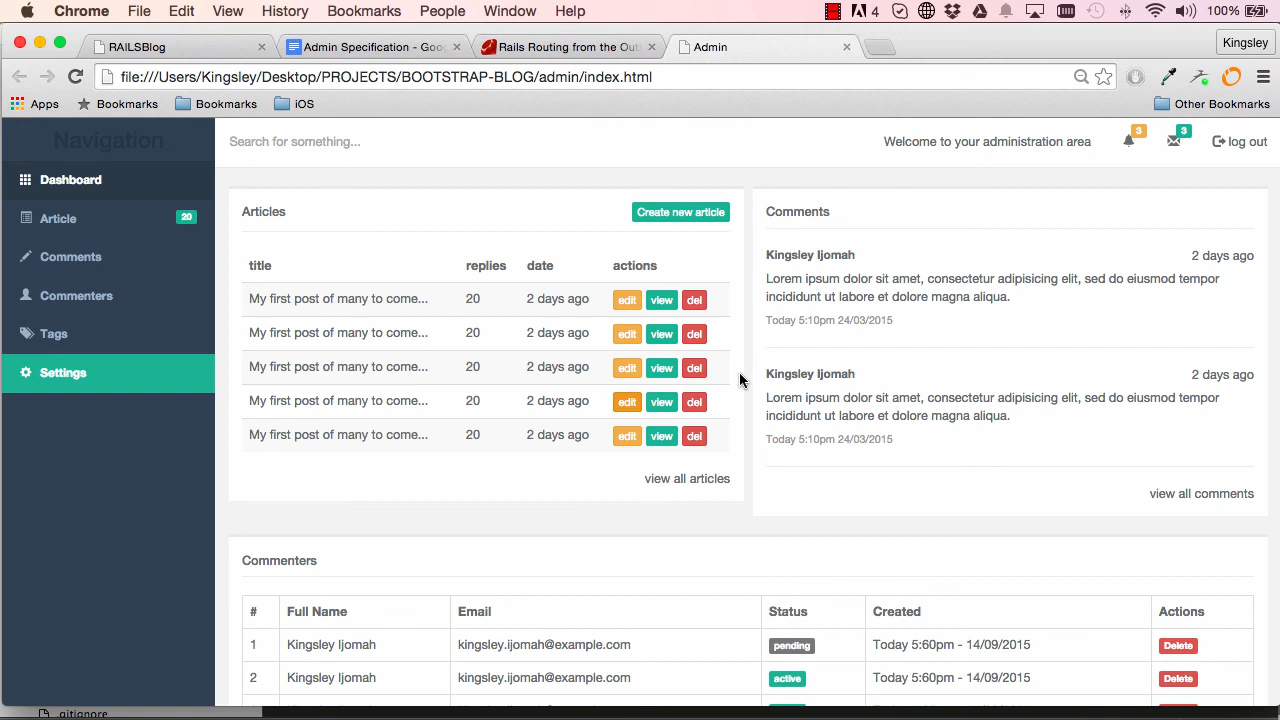 Chrome File Edit View History Bookmarks People Window Help 4 100%
RAILSBlog Admin Specification - Goo Rails Routing from the Out Admin Kingsley
file:///Users/Kingsley/Desktop/PROJECTS/BOOTSTRAP-BLOG/admin/index.html
Apps Bookmarks Bookmarks iOS Other Bookmarks
Navigation
Dashboard
Article 20
Comments
Commenters
Tags
Settings
Search for something... Welcome to your administration area 3 3 log out
Articles Create new article
title replies date actions
My first post of many to come... 20 2 days ago edit view del
My first post of many to come... 20 2 days ago edit view del
My first post of many to come... 20 2 days ago edit view del
My first post of many to come... 20 2 days ago edit view del
My first post of many to come... 20 2 days ago edit view del
view all articles
Comments
Kingsley Ijomah 2 days ago
Lorem ipsum dolor sit amet, consectetur adipisicing elit, sed do eiusmod tempor
incididunt ut labore et dolore magna aliqua.
Today 5:10pm 24/03/2015
Kingsley Ijomah 2 days ago
Lorem ipsum dolor sit amet, consectetur adipisicing elit, sed do eiusmod tempor
incididunt ut labore et dolore magna aliqua.
Today 5:10pm 24/03/2015
view all comments
Commenters
# Full Name Email Status Created Actions
1 Kingsley Ijomah kingsley.ijomah@example.com pending Today 5:60pm - 14/09/2015 Delete
2 Kingsley Ijomah kingsley.ijomah@example.com active Today 5:60pm - 14/09/2015 Delete
.gitignore